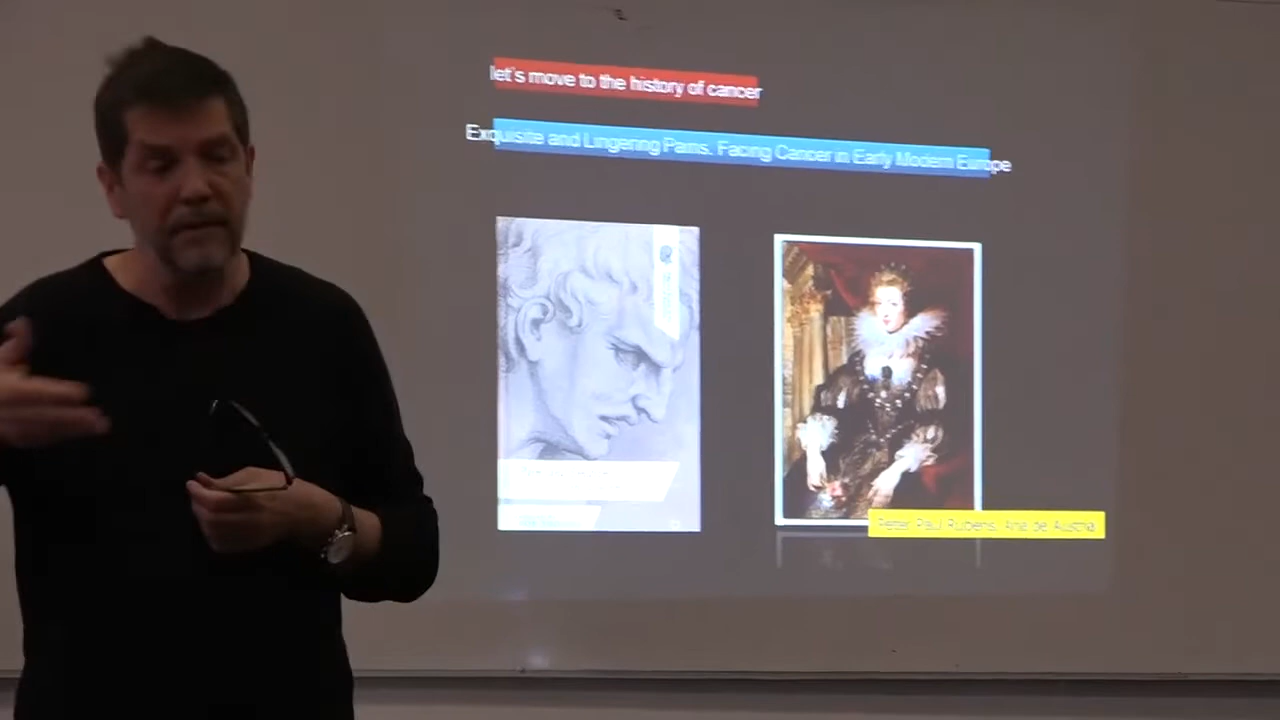 let's move to the history of cancer
Exquisite and Lingering Pains. Facing Cancer in Early Modern Europe
Peter Paul Rubens, Ana de Austria